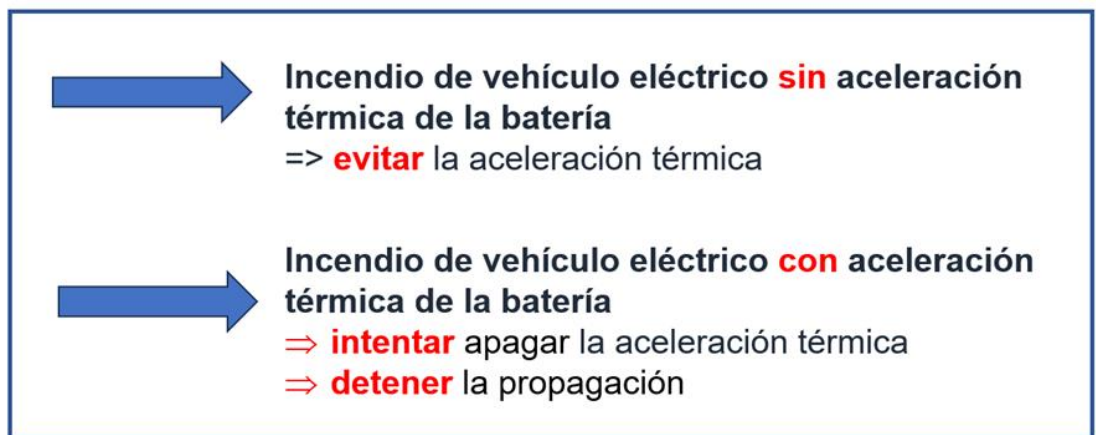 Incendio de vehículo eléctrico sin aceleración
térmica de la batería
=> evitar la aceleración térmica
Incendio de vehículo eléctrico con aceleración
térmica de la batería
⇒ intentar apagar la aceleración térmica
⇒ detener la propagación